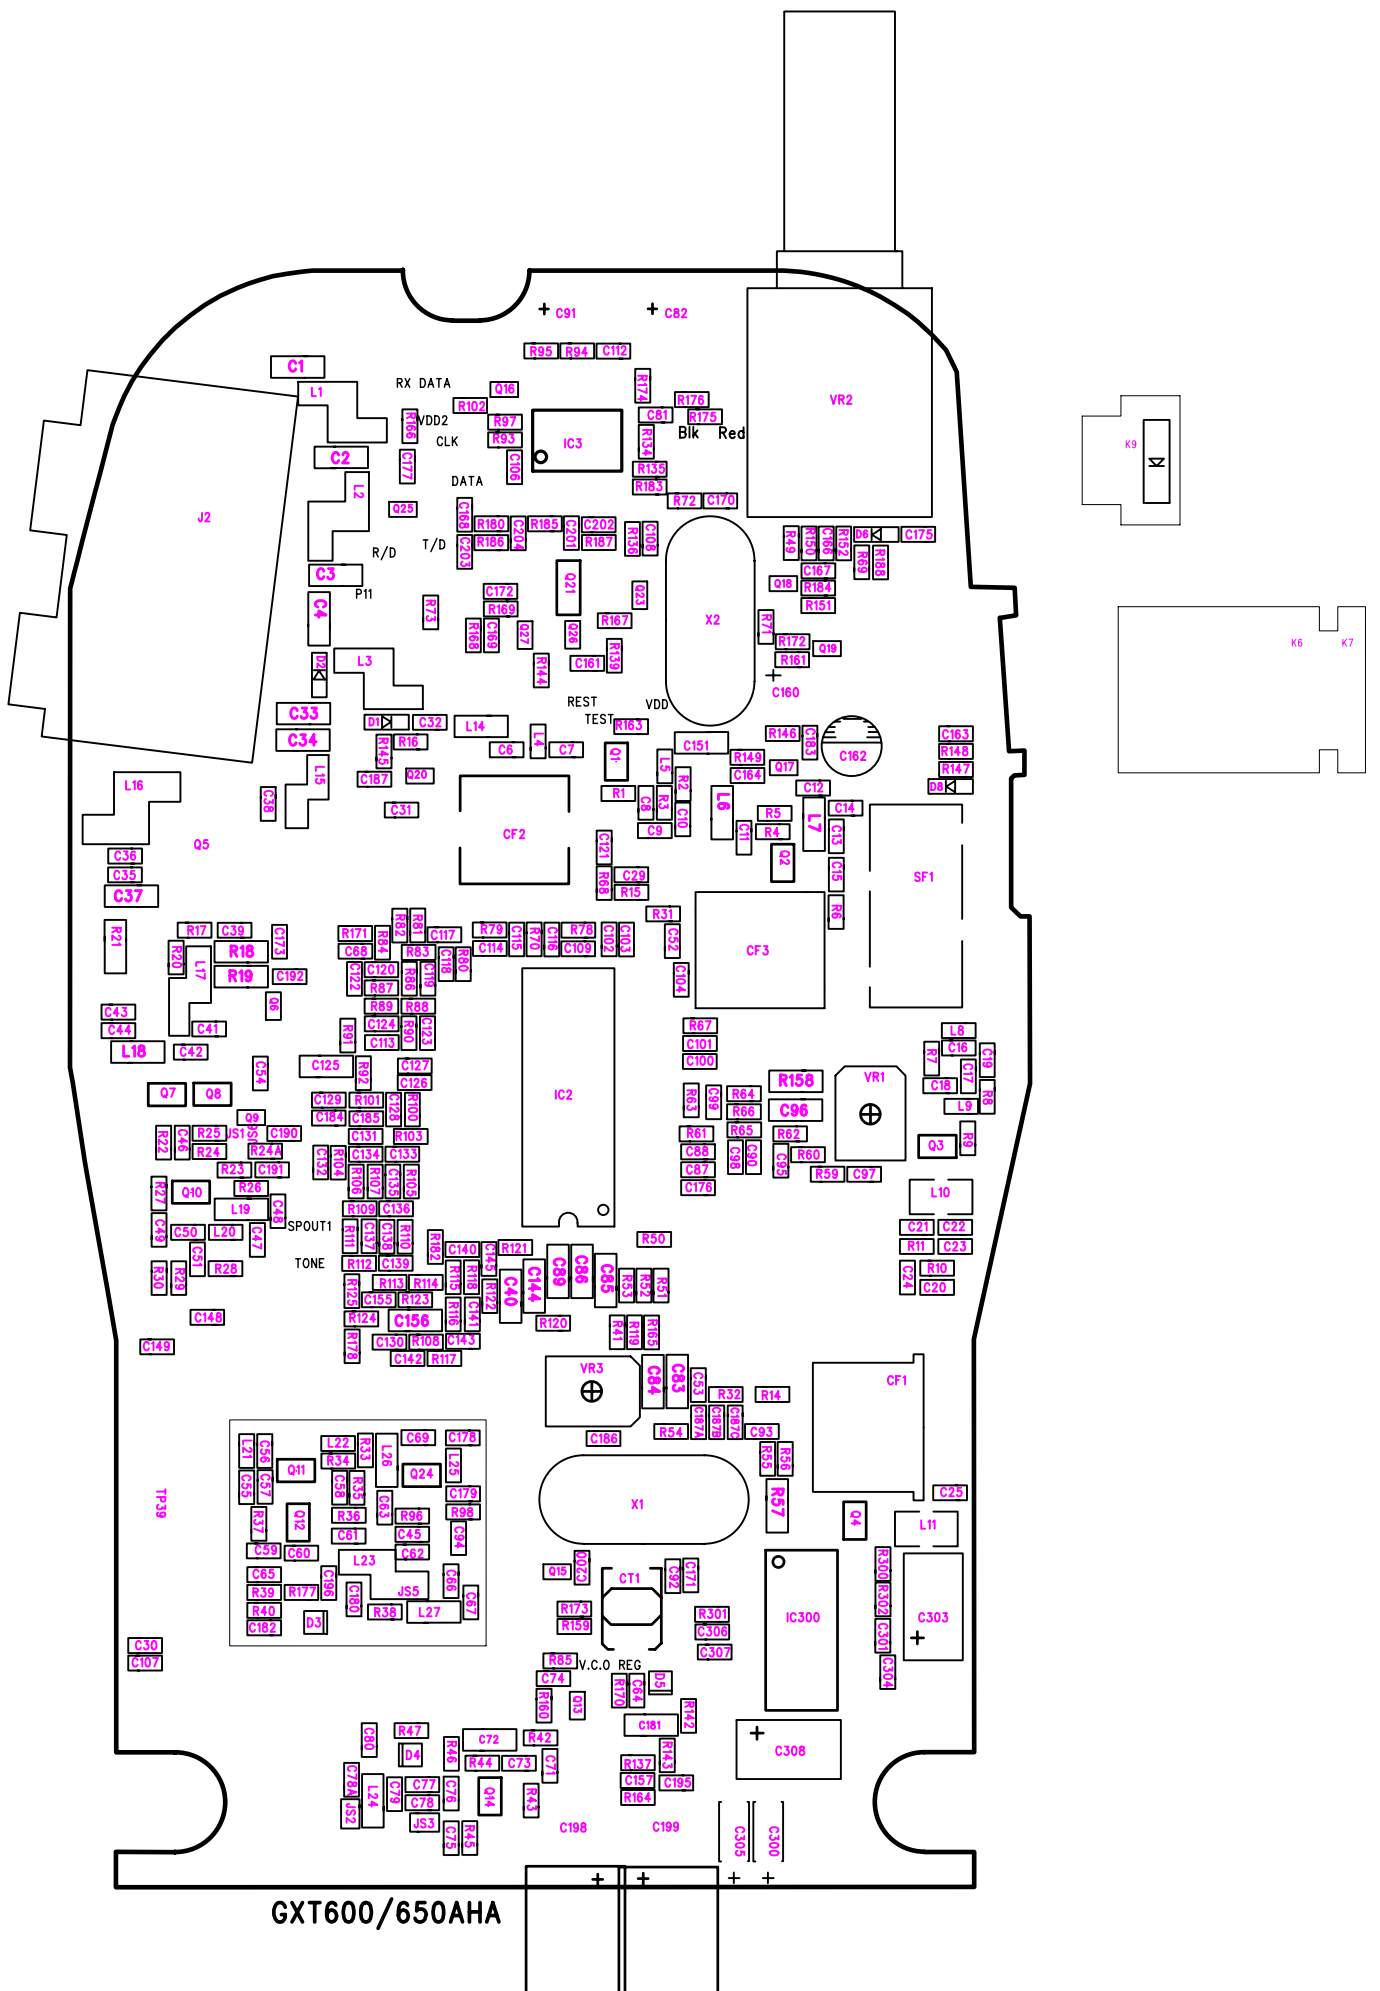 C91 C82
R95 R94 C112
C1
L1 RX DATA Q16 R174 R176 VR2
R102 C81 R175
R166 VDD2 R97 Blk Red
CLK R93 IC3 R134 K9
C2 C177 C106 R135
L2 DATA R183
J2 Q25 C168 R180 C204 R185 C201 C202 R72 C170
R/D T/D C203 R186 R187 R136 C108 R49 R150 C166 R152 D6 C175
C3 Q21 C167 R69 R188
P11 C172 Q23 Q18 R184
C4 R73 R169 R151
R168 C169 Q27 Q26 R167 X2 R71 R172 K6 K7
D2 L3 R144 C161 R139 R161 Q19
REST VDD C160
C33 D1 C32 L14 TEST R163
C34 R145 R16 C6 L4 C7 Q1 C151 R146 C183 C162 C163
R149 R148
L16 L15 C187 Q20 L5 R2 C164 Q17 R147
C38 C31 R1 C8 R3 C10 L6 C12 D8
CF2 C9 C11 R5 L7 C14
Q5 C121 R4 C13
C36 Q2
C35 R68 C29 C15 SF1
C37 R15 R6
R17 C39 C173 R171 R82 R81 C117 R79 R78 R31
R21 R20 R18 C68 R84 R83 C114 C115 R70 C116 C109 C102 C103 C52 CF3
L17 R19 C192 C122 C120 R86 C119 C118 R80 C104
R87
Q6 R89 R88
C43 C124 R90 C123 R67 L8
C44 C41 R91 C113 C101 R7 C16 C19
L18 C42 C54 C125 R92 C127 C100 R158 VR1 C17
Q7 Q8 C126 IC2 R64 C18 R8
C129 R101 C128 R100 R63 C99 R66 C96 L9
Q9 C184 C185 R65
R22 C46 R25 JS1 C190 C131 R103 R61 R62 Q3 R9
R24 R24A C134 C133 C88 C98 C90 R60
R23 C191 C132 R104 C87 C95 R59 C97
R27 Q10 R26 R106 R107 C135 R105 C176 L10
L19 C48 R109 C136
C49 C50 L20 C47 SPOUT1 R111 C137 C138 R110 R182 C140 C145 R121 R50 C21 C22
C51 TONE R112 C139 R11 C23
R30 R29 R28 R125 R113 R114 R115 R118 R122 C40 C144 C89 C86 C85 R53 R52 R51 C24 R10
C155 R123 C20
C148 R124 C156 R116 C141 R120 R41 R119 R165
C149 R178 C130 R108 C143
C142 R117 VR3 C84 C83 C53 R32 R14 CF1
C187A C187B C187C
L21 C56 L22 R33 L26 C69 C178 C186 R54 C93
Q11 R34 Q24 L25 R55 R56
C55 C57 C58 R35 C63 C179 X1 R57 C25
TP39 R37 Q12 R36 R96 R98 Q4 L11
C59 C60 C61 C45 C94
C65 L23 C62 C66 Q15 C200 CT1 C92 C171 R300
R39 R177 C196 C180 JS5 C67 R302
R40 D3 R38 L27 R173 R301 IC300 C303
C182 R159 C306 C301
C30 C307
C107 R85 V.C.O REG C304
C74 R170 C64 D5
R160 Q13 R142
C80 R47 C72 R42 C181
D4 R46 R44 C73 C71 R137 R143 C308
C78A L24 C79 C77 C76 Q14 R43 C157 C195
JS2 C78 R164
JS3 C75 R45 C198 C199 C305 C300
GXT600/650AHA